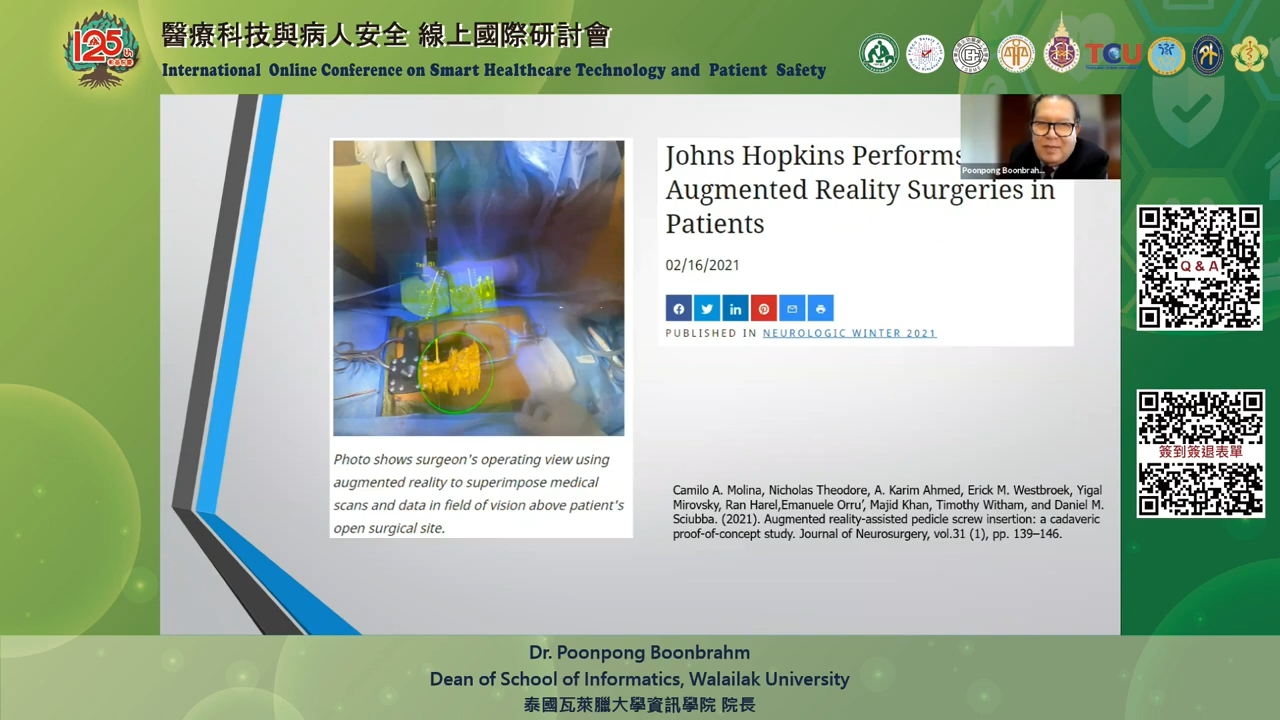 125
醫療科技與病人安全 線上國際研討會
International Online Conference on Smart Healthcare Technology and Patient Safety
TCU
Johns Hopkins Performs
Augmented Reality Surgeries in
Patients
Poonpong Boonbrah...
02/16/2021
PUBLISHED IN NEUROLOGIC WINTER 2021
Q & A
Photo shows surgeon's operating view using
augmented reality to superimpose medical
scans and data in field of vision above patient's
open surgical site.
Camilo A. Molina, Nicholas Theodore, A. Karim Ahmed, Erick M. Westbroek, Yigal
Mirovsky, Ran Harel,Emanuele Orru’, Majid Khan, Timothy Witham, and Daniel M.
Sciubba. (2021). Augmented reality-assisted pedicle screw insertion: a cadaveric
proof-of-concept study. Journal of Neurosurgery, vol.31 (1), pp. 139–146.
簽到簽退表單
Dr. Poonpong Boonbrahm
Dean of School of Informatics, Walailak University
泰國瓦萊臘大學資訊學院 院長